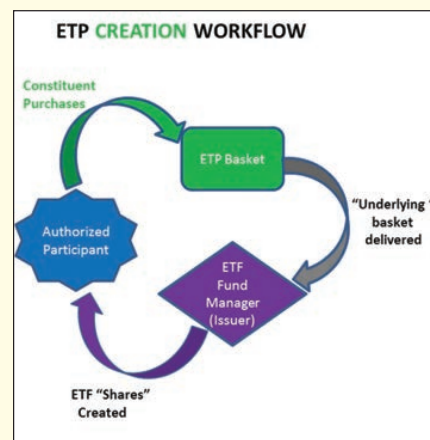 ETP CREATION WORKFLOW
Constituent
Purchases
ETP Basket
"Underlying "
basket
delivered
Authorized
Participant
ETF
Fund
Manager
(Issuer)
ETF "Shares"
Created